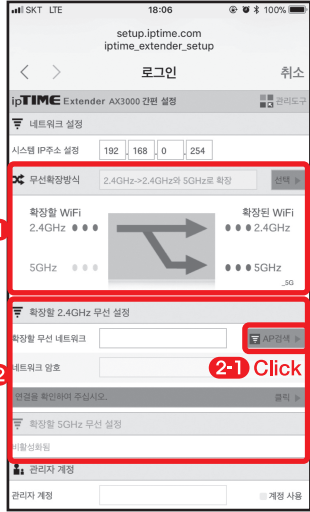 SKT LTE 18:06 100%
setup.iptime.com
iptime_extender_setup
로그인 취소
ipTIME Extender AX3000 간편 설정 관리도구
네트워크 설정
시스템 IP주소 설정 192 . 168 . 0 . 254
무선확장방식 2.4GHz->2.4GHz와 5GHz로 확장 선택
확장할 WiFi 확장된 WiFi
2.4GHz 2.4GHz
5GHz 5GHz
_5G
확장할 2.4GHz 무선 설정
확장할 무선 네트워크 AP검색
네트워크 암호 2-1 Click
연결을 확인하여 주십시오. 클릭
확장할 5GHz 무선 설정
비활성화됨
관리자 계정
관리자 계정 계정 사용